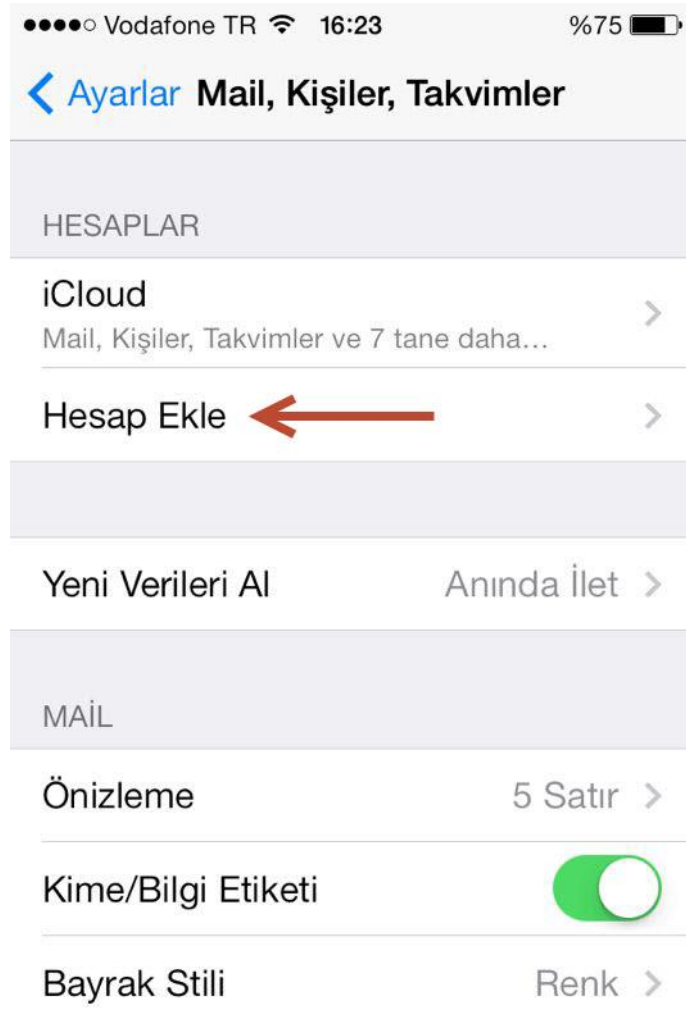 Vodafone TR 16:23 %75
Ayarlar Mail, Kişiler, Takvimler
HESAPLAR
iCloud
Mail, Kişiler, Takvimler ve 7 tane daha...
Hesap Ekle
Yeni Verileri Al Anında İlet
MAİL
Önizleme 5 Satır
Kime/Bilgi Etiketi
Bayrak Stili Renk